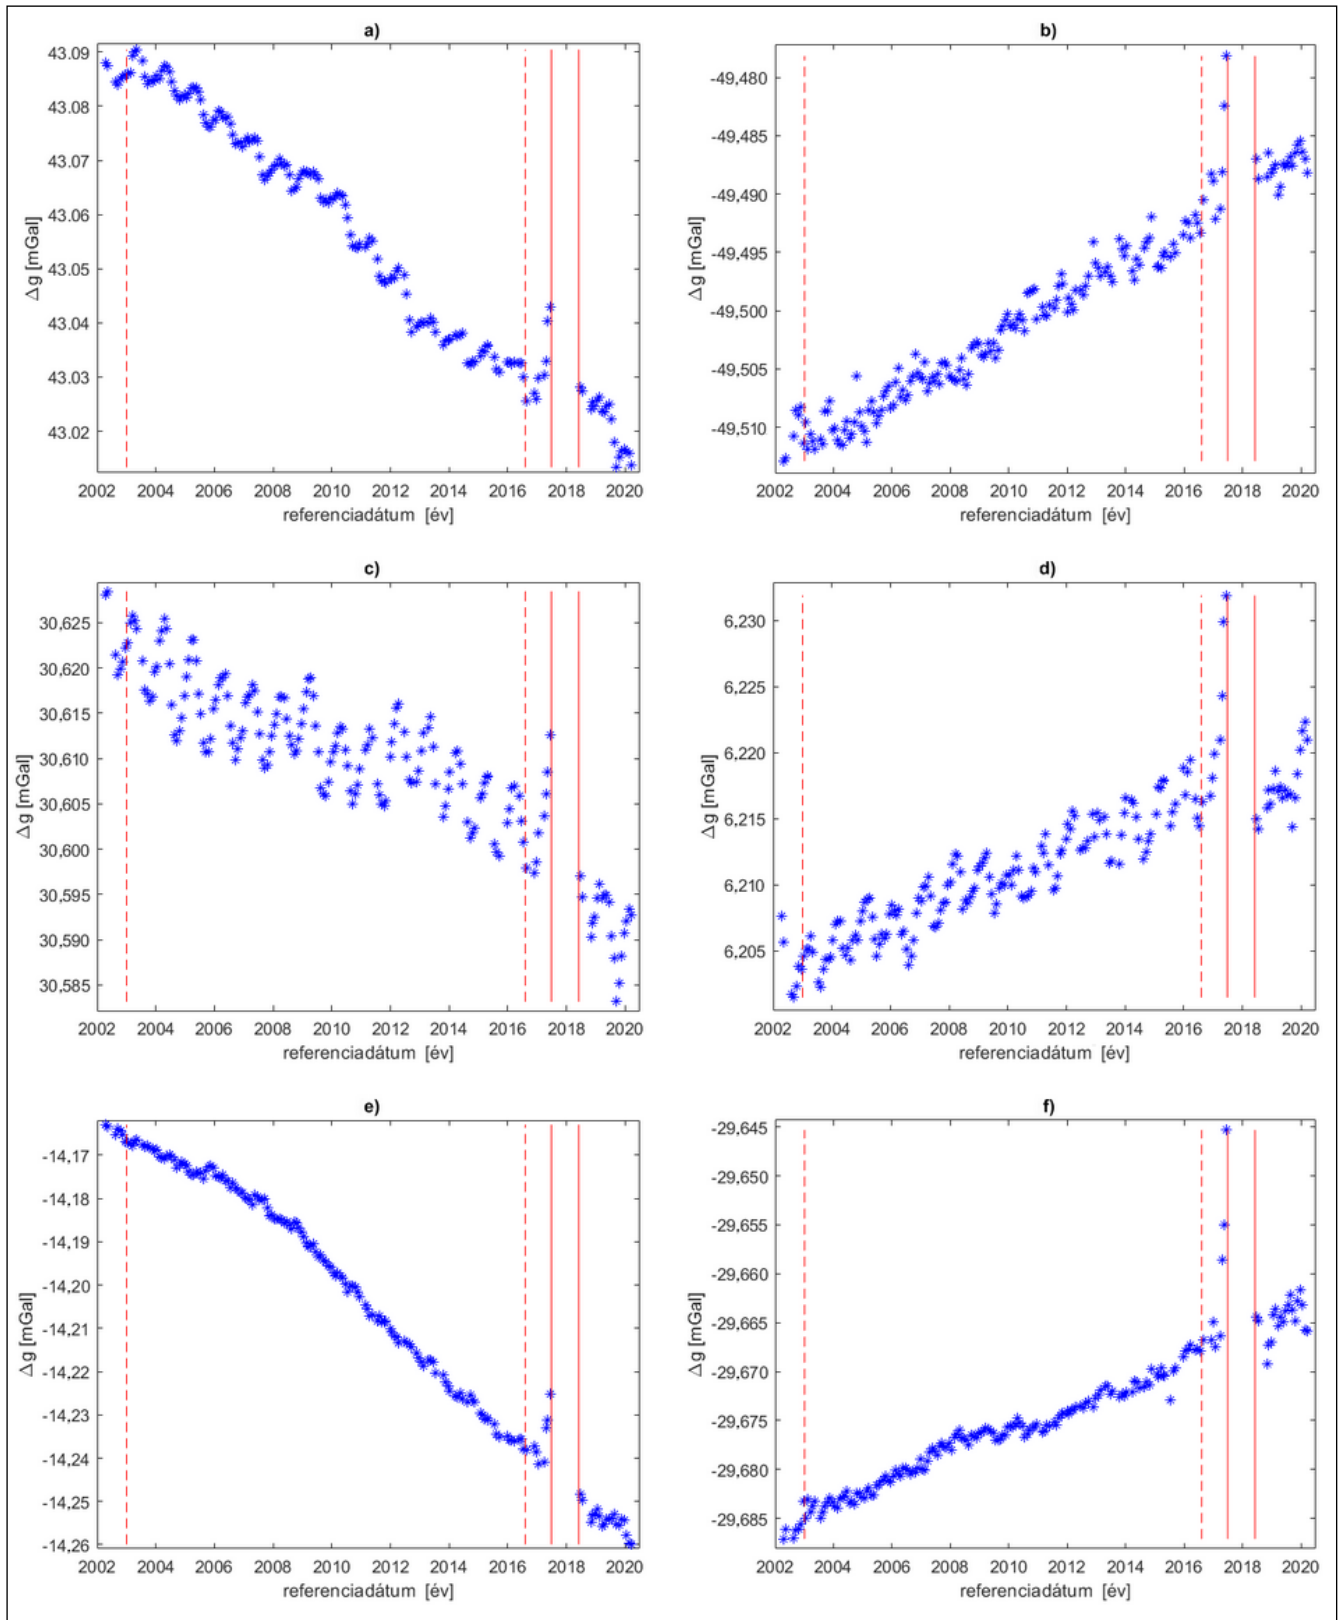 a)
43.09
43.08
43.07
43.06
43.05
43.04
43.03
43.02
Δg [mGal]
2002 2004 2006 2008 2010 2012 2014 2016 2018 2020
referenciadátum [év]
b)
-49,480
-49,485
-49,490
-49,495
-49,500
-49,505
-49,510
Δg [mGal]
2002 2004 2006 2008 2010 2012 2014 2016 2018 2020
referenciadátum [év]
c)
30,625
30,620
30,615
30,610
30,605
30,600
30,595
30,590
30,585
Δg [mGal]
2002 2004 2006 2008 2010 2012 2014 2016 2018 2020
referenciadátum [év]
d)
6,230
6,225
6,220
6,215
6,210
6,205
Δg [mGal]
2002 2004 2006 2008 2010 2012 2014 2016 2018 2020
referenciadátum [év]
e)
-14,17
-14,18
-14,19
-14,20
-14,21
-14,22
-14,23
-14,24
-14,25
-14,26
Δg [mGal]
2002 2004 2006 2008 2010 2012 2014 2016 2018 2020
referenciadátum [év]
f)
-29,645
-29,650
-29,655
-29,660
-29,665
-29,670
-29,675
-29,680
-29,685
Δg [mGal]
2002 2004 2006 2008 2010 2012 2014 2016 2018 2020
referenciadátum [év]